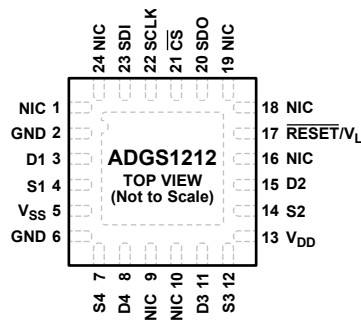 24 NIC
23 SDI
22 SCLK
21 CS
20 SDO
19 NIC
NIC 1
GND 2
D1 3
S1 4
VSS 5
GND 6
18 NIC
17 RESET/VL
16 NIC
15 D2
14 S2
13 VDD
ADGS1212
TOP VIEW
(Not to Scale)
S4 7
D4 8
NIC 9
NIC 10
D3 11
S3 12